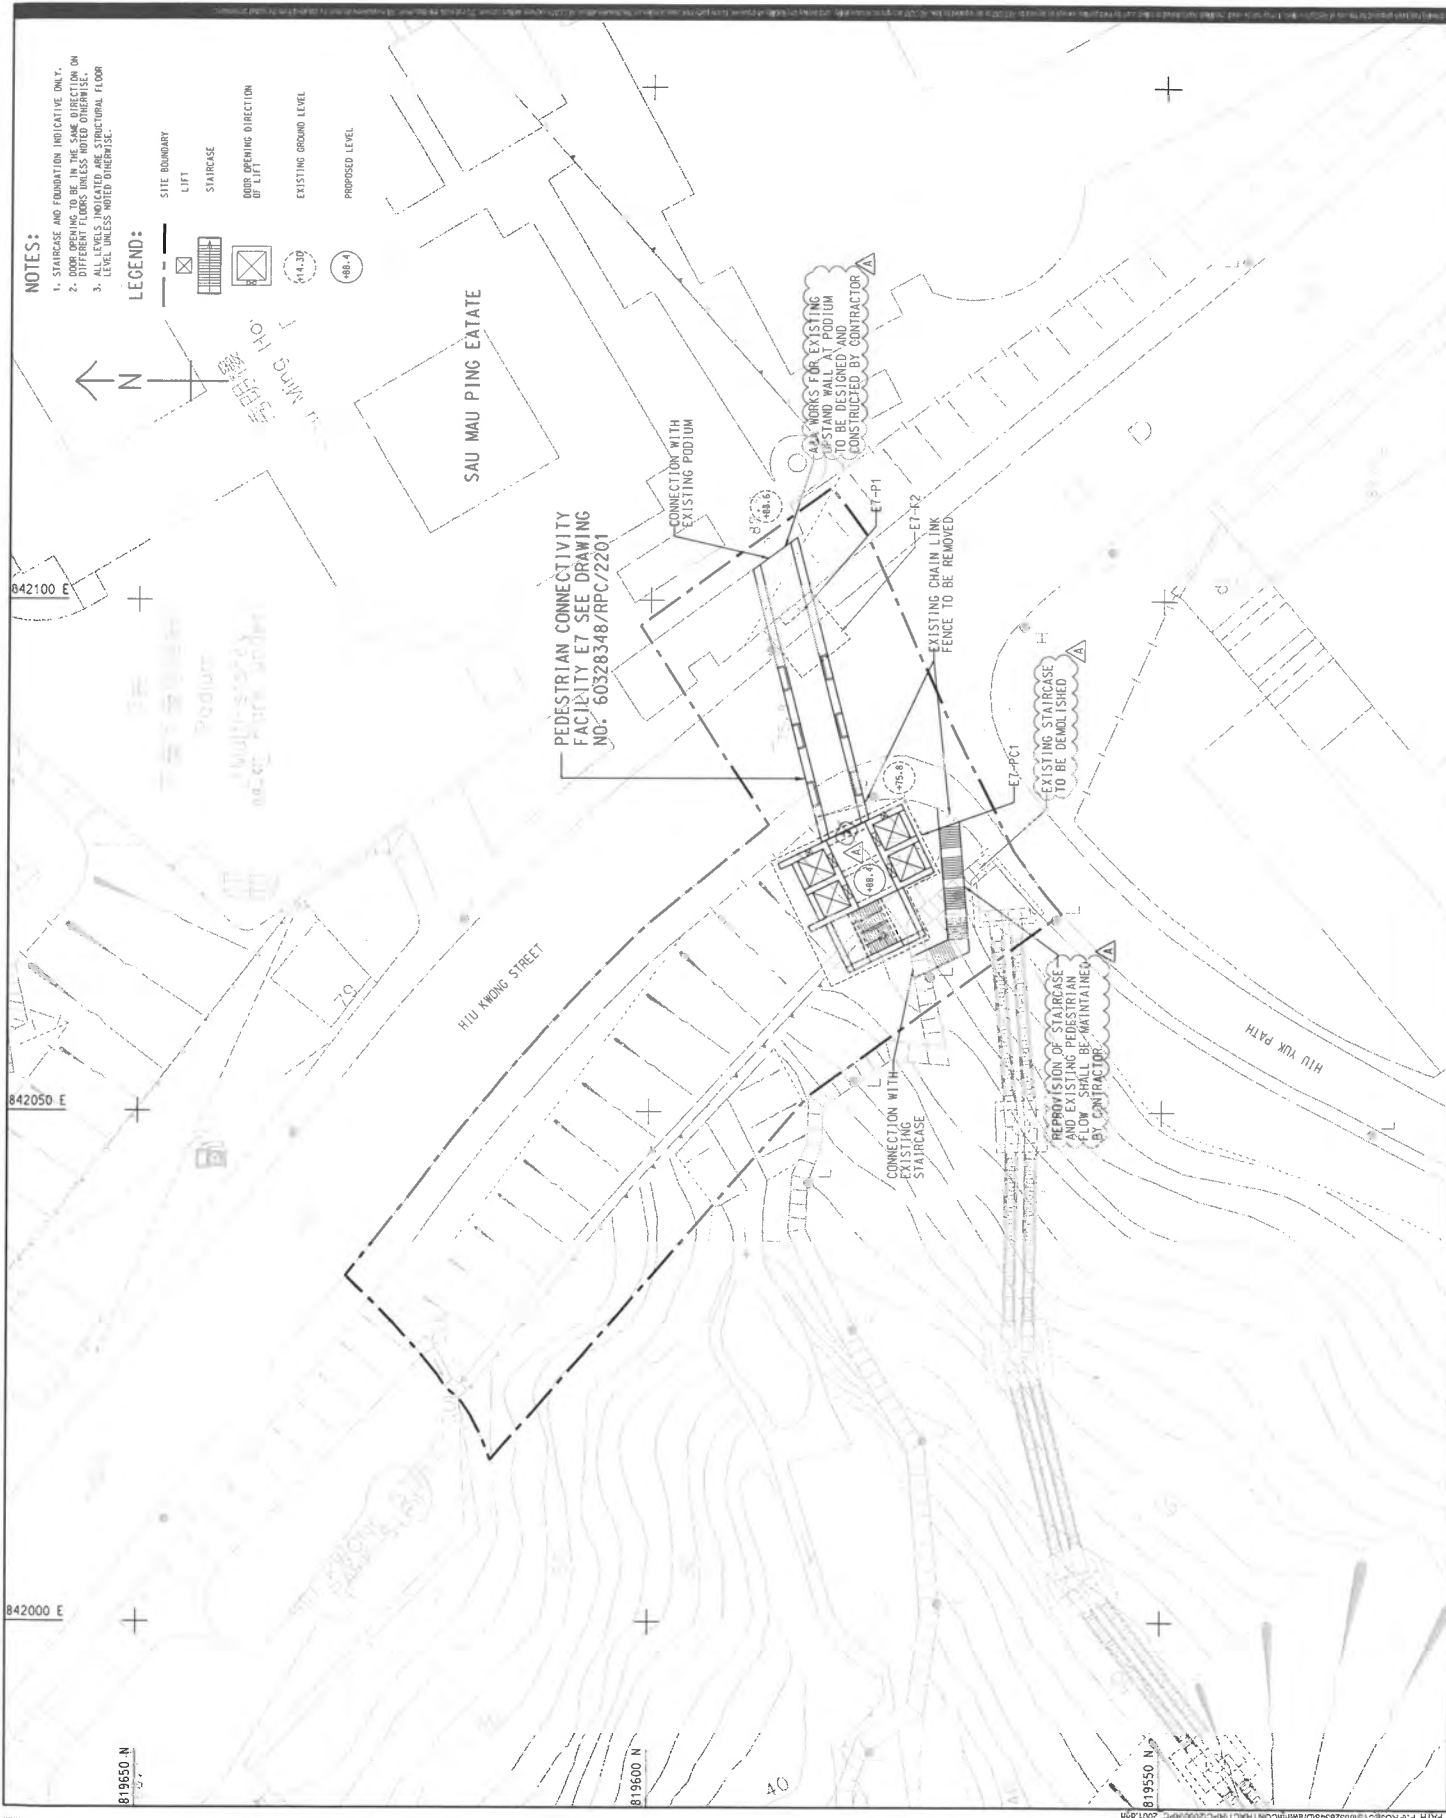 NOTES:
1. STAIRCASE AND FOUNDATION INDICATIVE ONLY.
2. DOOR OPENING TO BE IN THE SAME DIRECTION ON
DIFFERENT FLOORS UNLESS NOTED OTHERWISE.
3. ALL LEVELS INDICATED ARE STRUCTURAL FLOOR
LEVEL UNLESS NOTED OTHERWISE.
LEGEND:
SITE BOUNDARY
LIFT
STAIRCASE
DOOR OPENING DIRECTION
OF LIFT
+14.30
EXISTING GROUND LEVEL
+88.4
PROPOSED LEVEL
N
SAU MAU PING EATATE
PEDESTRIAN CONNECTIVITY
FACILITY E7 SEE DRAWING
NO. 60328348/RPC/2201
CONNECTION WITH
EXISTING PODIUM
A&A WORKS FOR EXISTING
UPSTAND WALL AT PODIUM
TO BE DESIGNED AND
CONSTRUCTED BY CONTRACTOR
A
E7-P1
E7-F2
EXISTING CHAIN LINK
FENCE TO BE REMOVED
+75.8
+88.4
A
E7-PC1
EXISTING STAIRCASE
TO BE DEMOLISHED
A
REPROVISION OF STAIRCASE
AND EXISTING PEDESTRIAN
FLOW SHALL BE MAINTAINED
BY CONTRACTOR
A
CONNECTION WITH
EXISTING
STAIRCASE
HIU KWONG STREET
HIU YUK PATH
Podium
79
40
842100 E
842050 E
842000 E
819650 N
819600 N
819550 N